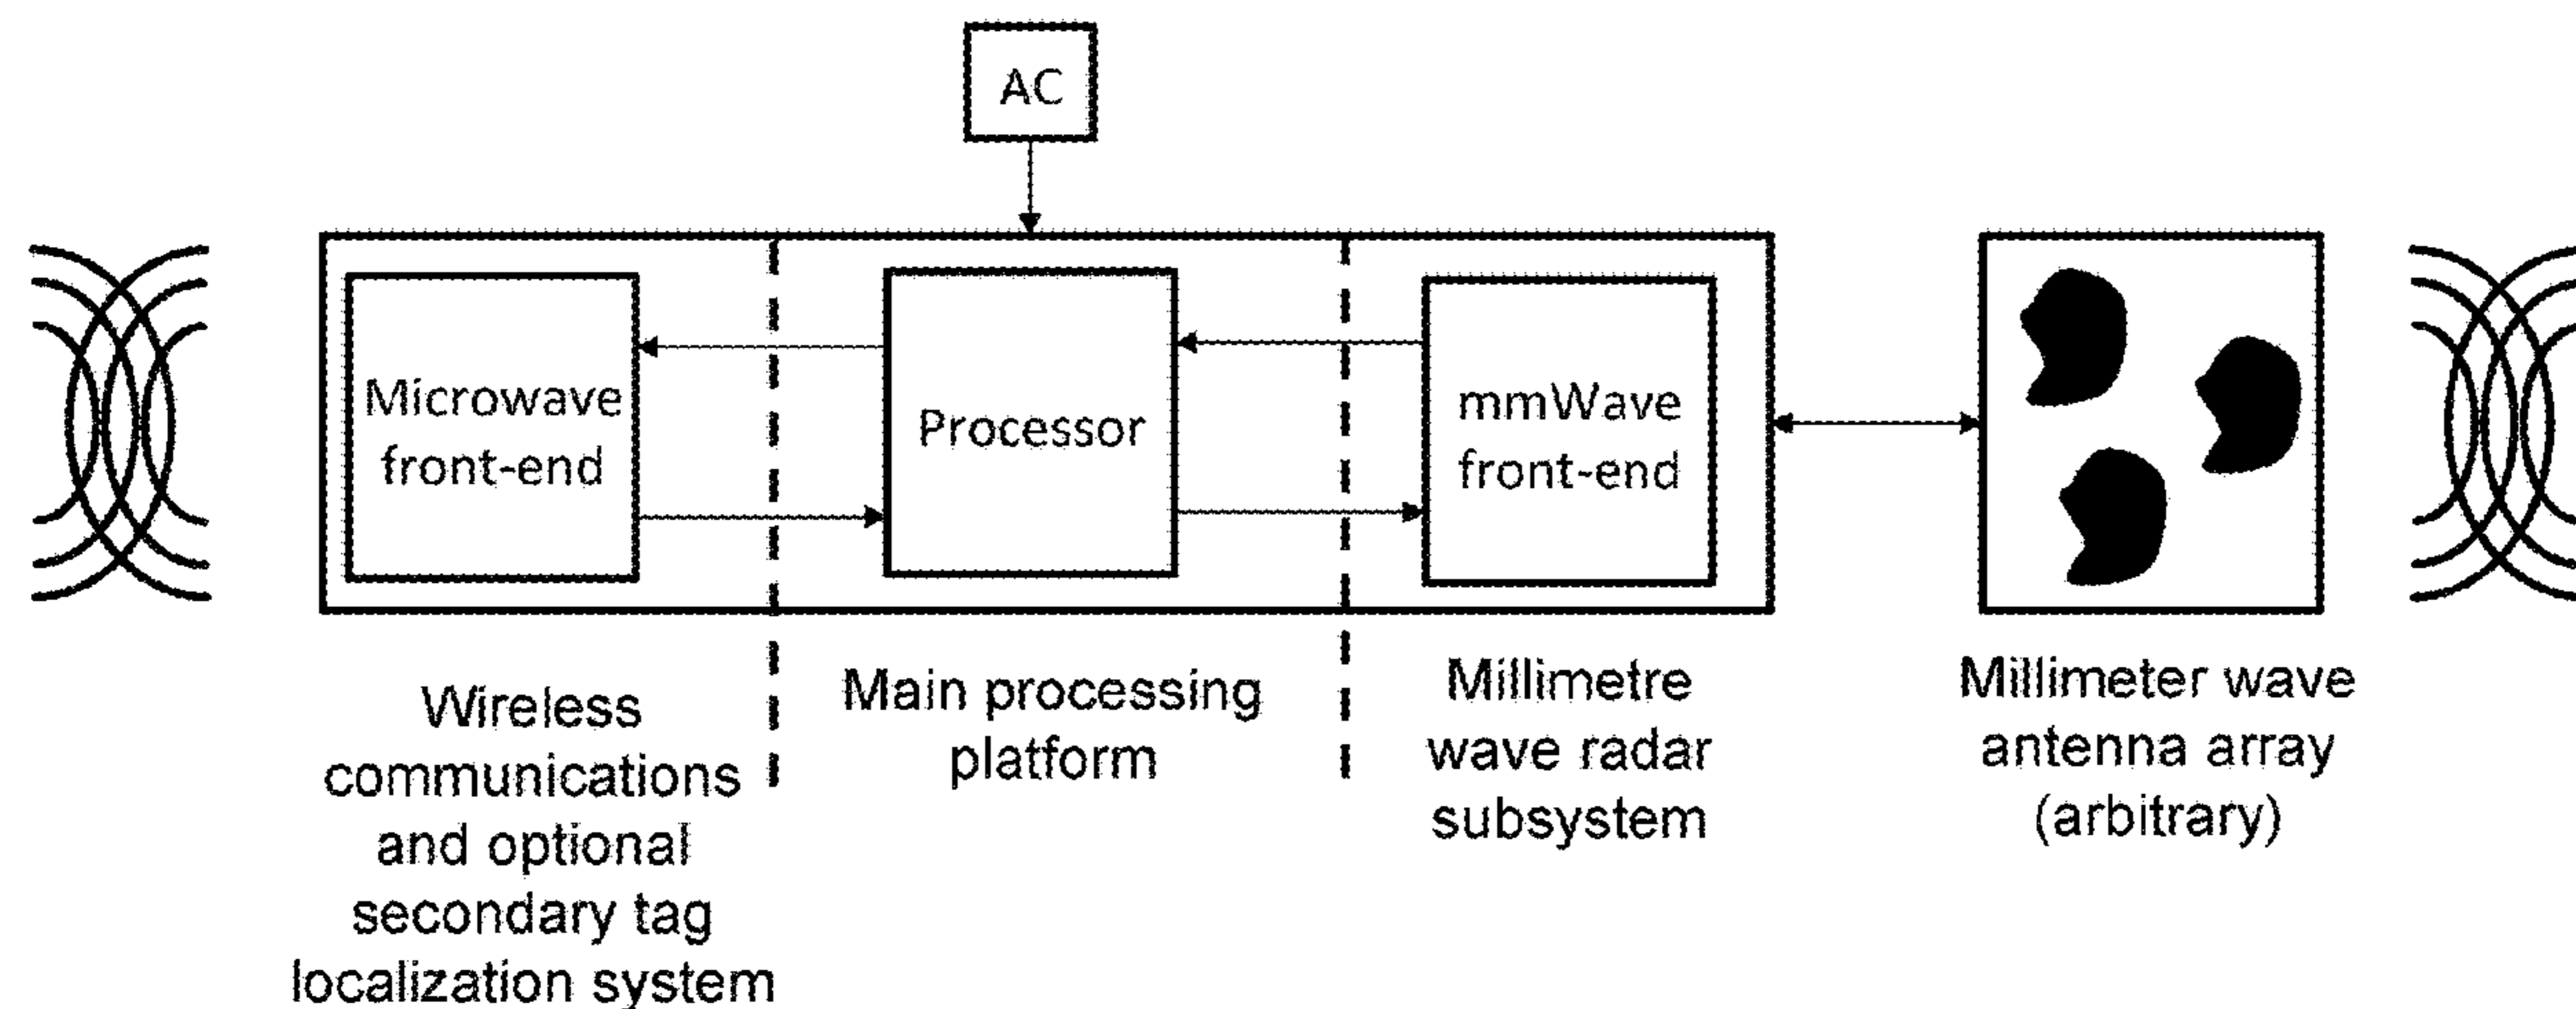 AC
Microwave
front-end
Processor
mmWave
front-end
Wireless
communications
and optional
secondary tag
localization system
Main processing
platform
Millimetre
wave radar
subsystem
Millimeter wave
antenna array
(arbitrary)